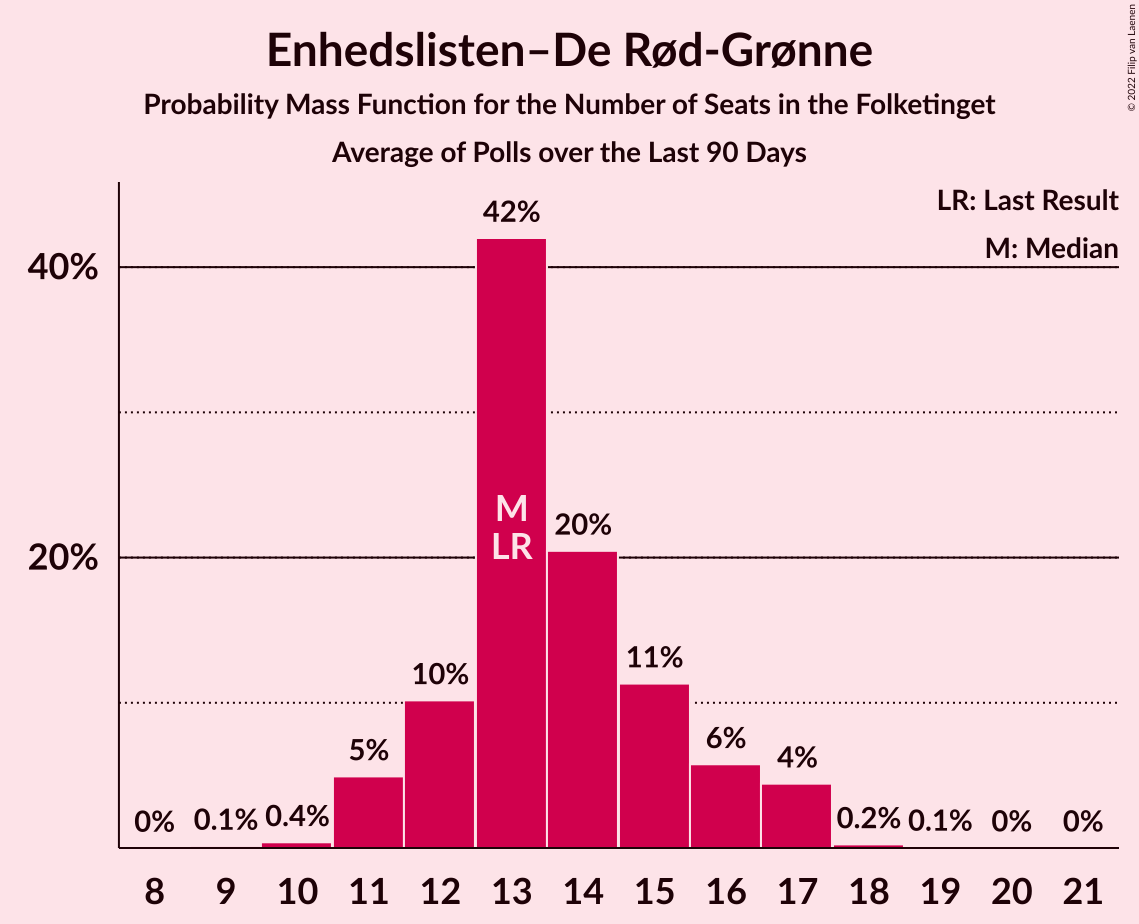 Enhedslisten–De Rød-Grønne
Probability Mass Function for the Number of Seats in the Folketinget
Average of Polls over the Last 90 Days
© 2022 Filip van Laenen
LR: Last Result
M: Median
40%
20%
0%
0.1%
0.4%
5%
10%
42%
M
LR
20%
11%
6%
4%
0.2%
0.1%
0%
0%
8 9 10 11 12 13 14 15 16 17 18 19 20 21